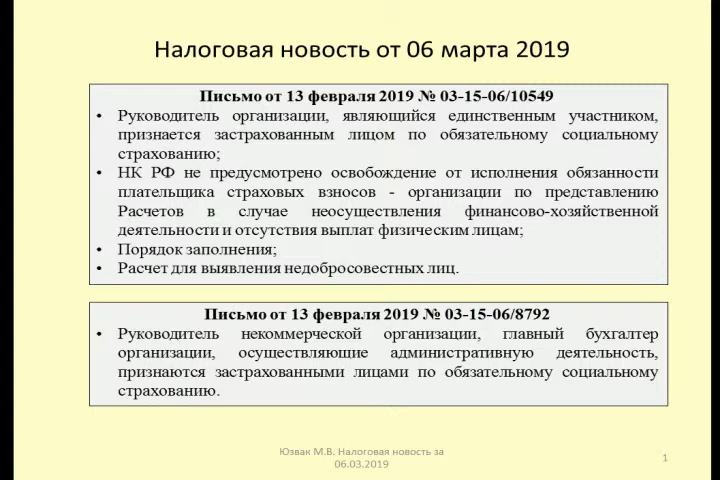 Налоговая новость от 06 марта 2019
Письмо от 13 февраля 2019 № 03-15-06/10549
• Руководитель организации, являющийся единственным участником,
признается застрахованным лицом по обязательному социальному
страхованию;
• НК РФ не предусмотрено освобождение от исполнения обязанности
плательщика страховых взносов - организации по представлению
Расчетов в случае неосуществления финансово-хозяйственной
деятельности и отсутствия выплат физическим лицам;
• Порядок заполнения;
• Расчет для выявления недобросовестных лиц.
Письмо от 13 февраля 2019 № 03-15-06/8792
• Руководитель некоммерческой организации, главный бухгалтер
организации, осуществляющие административную деятельность,
признаются застрахованными лицами по обязательному социальному
страхованию.
Юзвак М.В. Налоговая новость за
06.03.2019
1